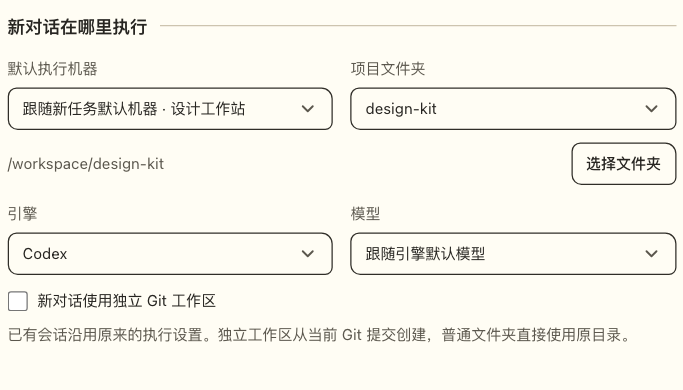 新对话在哪里执行
默认执行机器
项目文件夹
跟随新任务默认机器 · 设计工作站
design-kit
/workspace/design-kit
选择文件夹
引擎
模型
Codex
跟随引擎默认模型
新对话使用独立 Git 工作区
已有会话沿用原来的执行设置。独立工作区从当前 Git 提交创建，普通文件夹直接使用原目录。